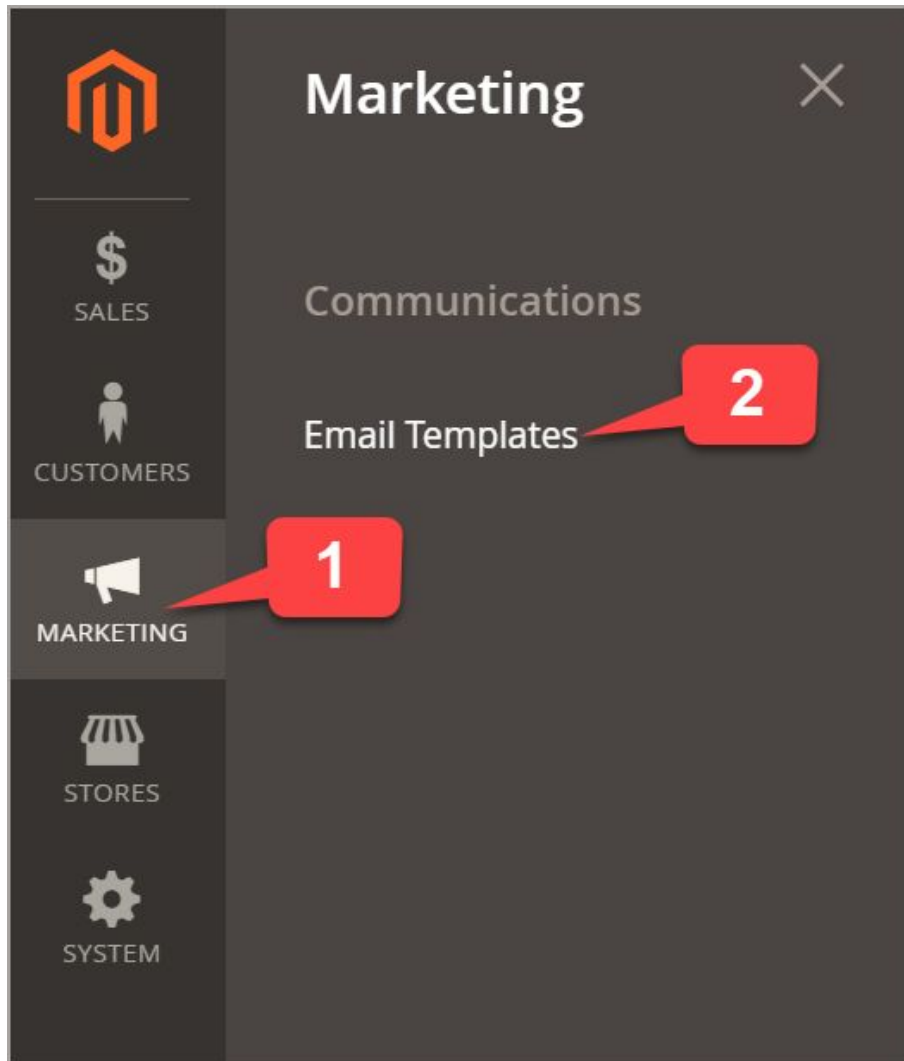 Marketing
$
SALES
Communications
CUSTOMERS
Email Templates
2
1
MARKETING
STORES
SYSTEM